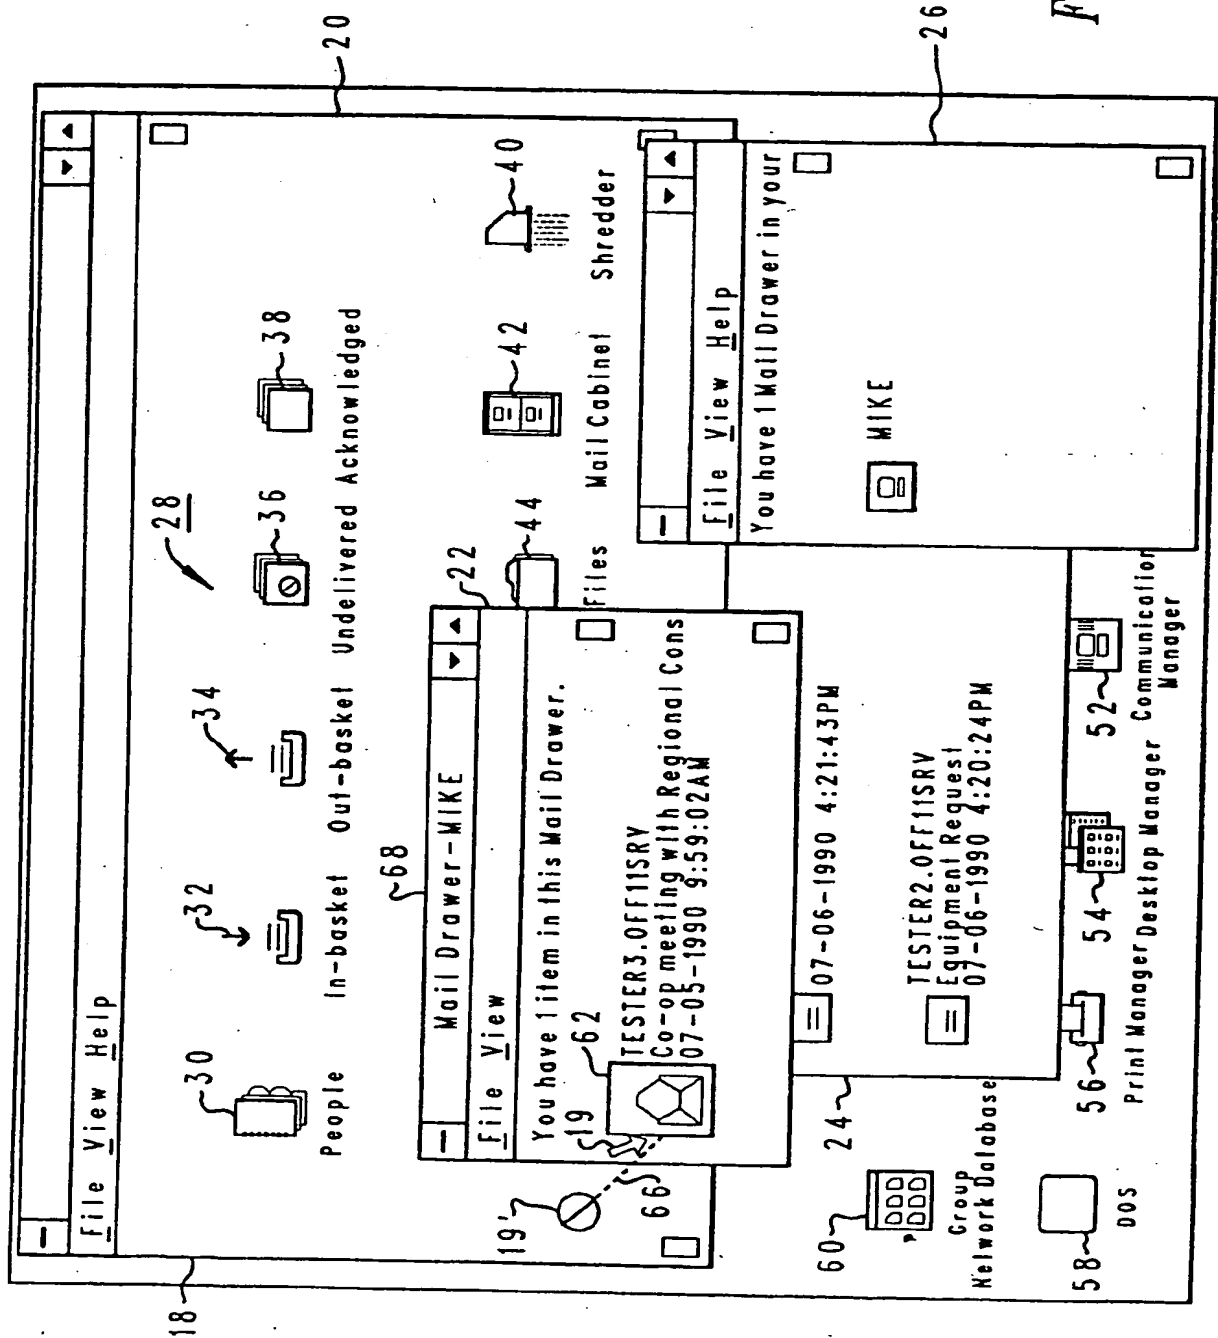 18
20
File View Help
28
30
32
34
36
38
People
In-basket
Out-basket
Undelivered
Acknowledged
68
22
44
42
40
Files
Mail Cabinet
Shredder
Mail Drawer-MIKE
File View
You have 1 item in this Mail Drawer.
19
62
TESTER3.OFF11SRV
Co-op meeting with Regional Cons
07-05-1990 9:59:02AM
19'
66
26
File View Help
You have 1 Mail Drawer in your
MIKE
24
07-06-1990 4:21:43PM
TESTER2.OFF11SRV
Equipment Request
07-06-1990 4:20:24PM
60
Group
Network Database
58
DOS
56
Print Manager
54
Desktop Manager
52
Communication
Manager
F